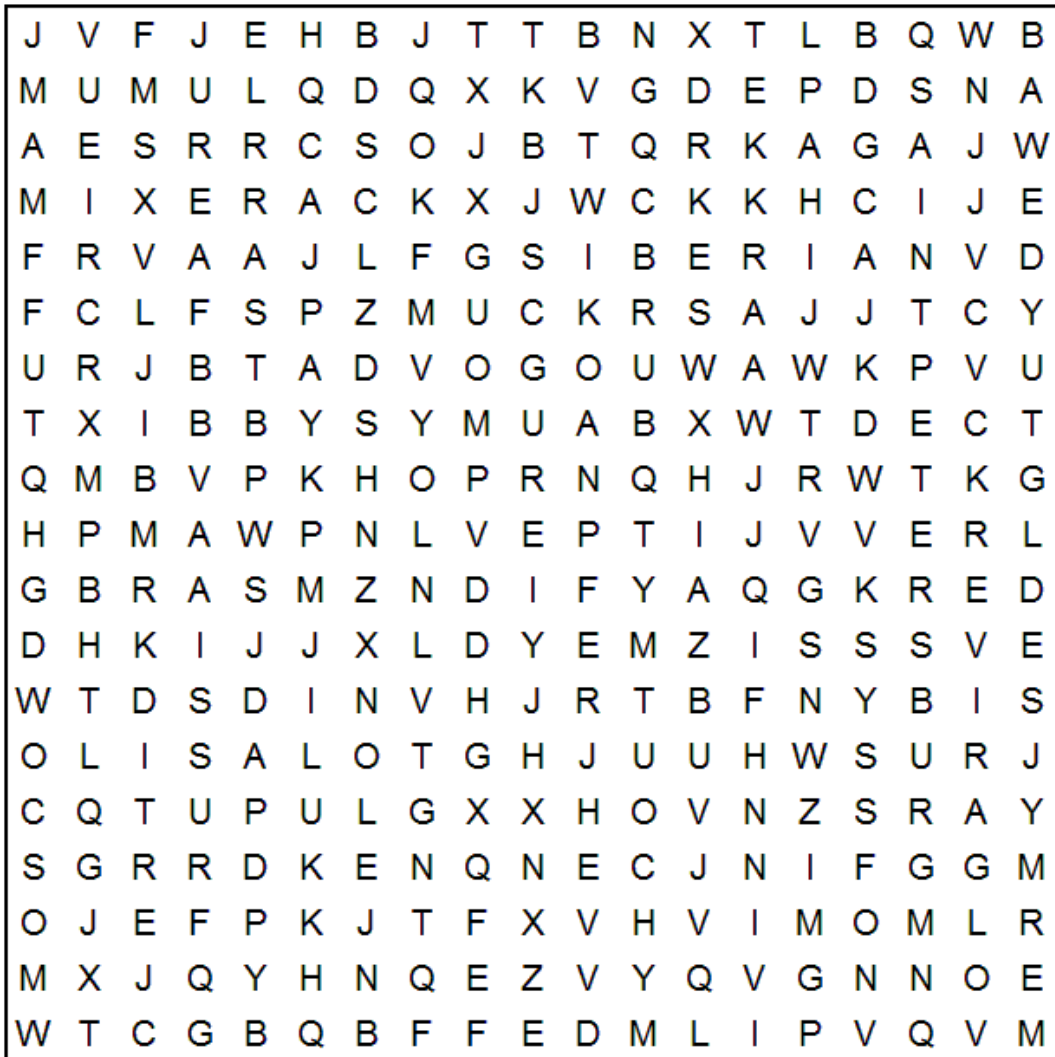 J V F J E H B J T T B N X T L B Q W B
M U M U L Q D Q X K V G D E P D S N A
A E S R R C S O J B T Q R K A G A J W
M I X E R A C K X J W C K K H C I J E
F R V A A J L F G S I B E R I A N V D
F C L F S P Z M U C K R S A J J T C Y
U R J B T A D V O G O U W A W K P V U
T X I B B Y S Y M U A B X W T D E C T
Q M B V P K H O P R N Q H J R W T K G
H P M A W P N L V E P T I J V V E R L
G B R A S M Z N D I F Y A Q G K R E D
D H K I J J X L D Y E M Z I S S S V E
W T D S D I N V H J R T B F N Y B I S
O L I S A L O T G H J U U H W S U R J
C Q T U P U L G X X H O V N Z S R A Y
S G R R D K E N Q N E C J N I F G G M
O J E F P K J T F X V H V I M O M L R
M X J Q Y H N Q E Z V Y Q V G N N O E
W T C G B Q B F F E D M L I P V Q V M